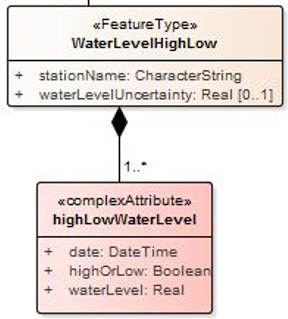 «FeatureType»
WaterLevelHighLow
+ stationName: CharacterString
+ waterLevelUncertainty: Real [0..1]
1..*
«complexAttribute»
highLowWaterLevel
+ date: DateTime
+ highOrLow: Boolean
+ waterLevel: Real